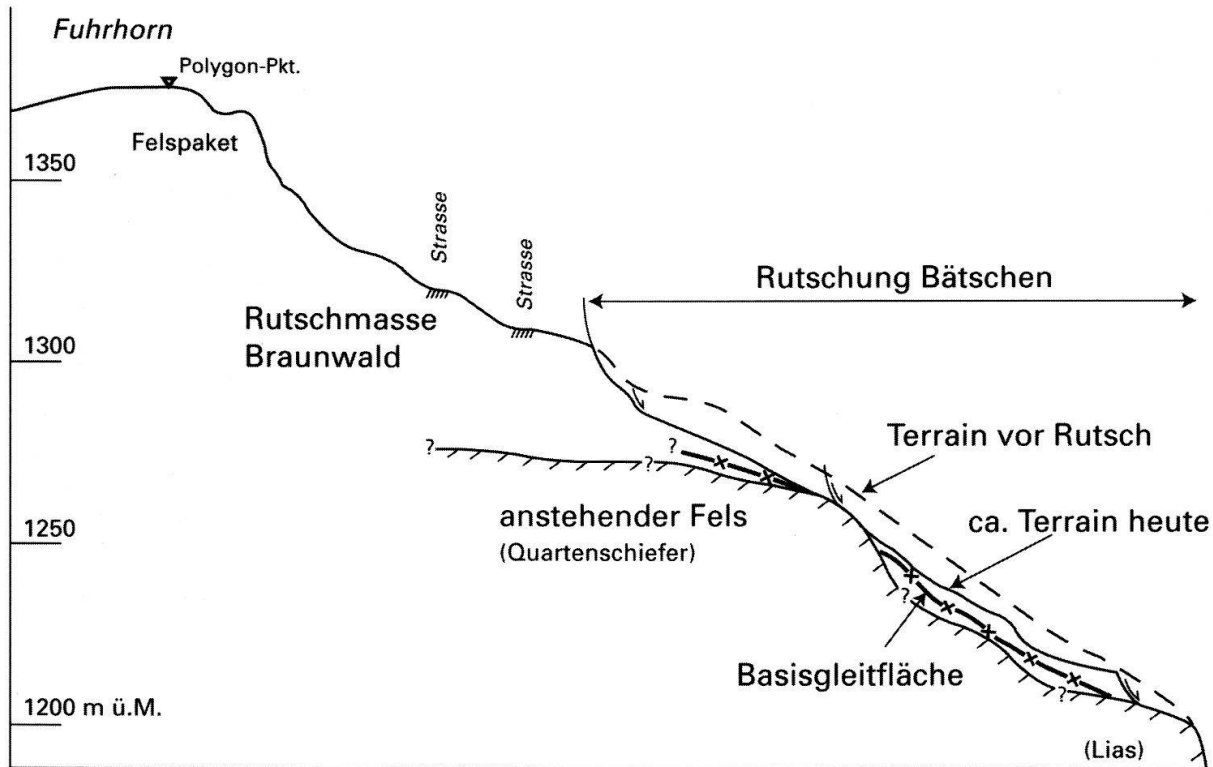 Fuhrhorn
Polygon-Pkt.
Felspaket
1350
Strasse
Strasse
Rutschung Bätschen
Rutschmasse
Braunwald
1300
?
?
?
Terrain vor Rutsch
anstehender Fels
(Quartenschiefer)
ca. Terrain heute
1250
?
Basisgleitfläche
?
1200 m ü.M.
(Lias)